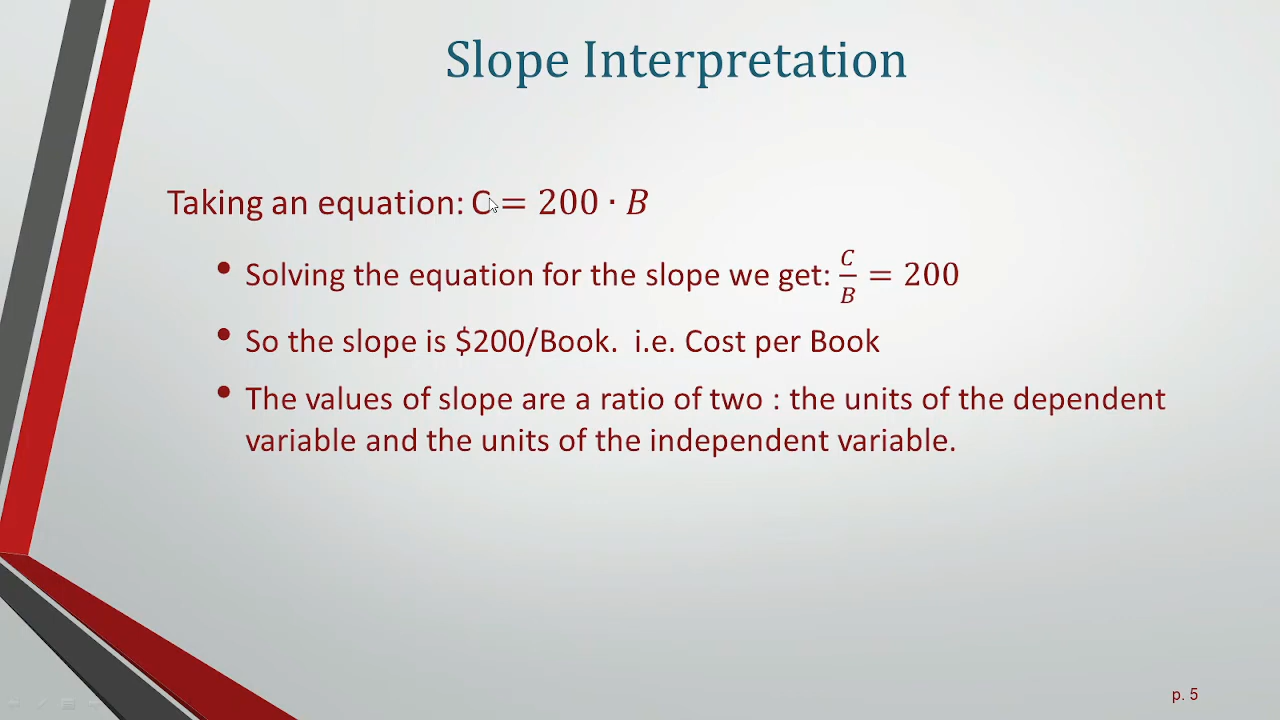 Slope Interpretation
Taking an equation: C = 200 · B
• Solving the equation for the slope we get: C/B = 200
• So the slope is $200/Book.  i.e. Cost per Book
• The values of slope are a ratio of two : the units of the dependent
variable and the units of the independent variable.
p. 5